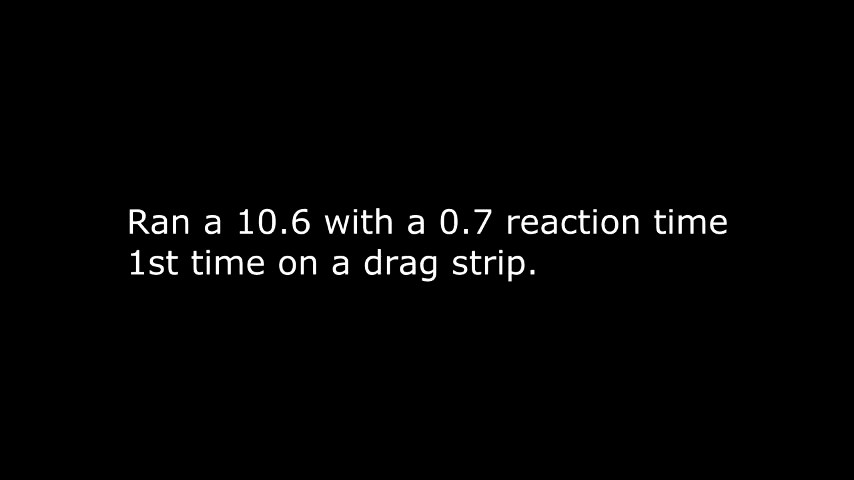 Ran a 10.6 with a 0.7 reaction time
1st time on a drag strip.